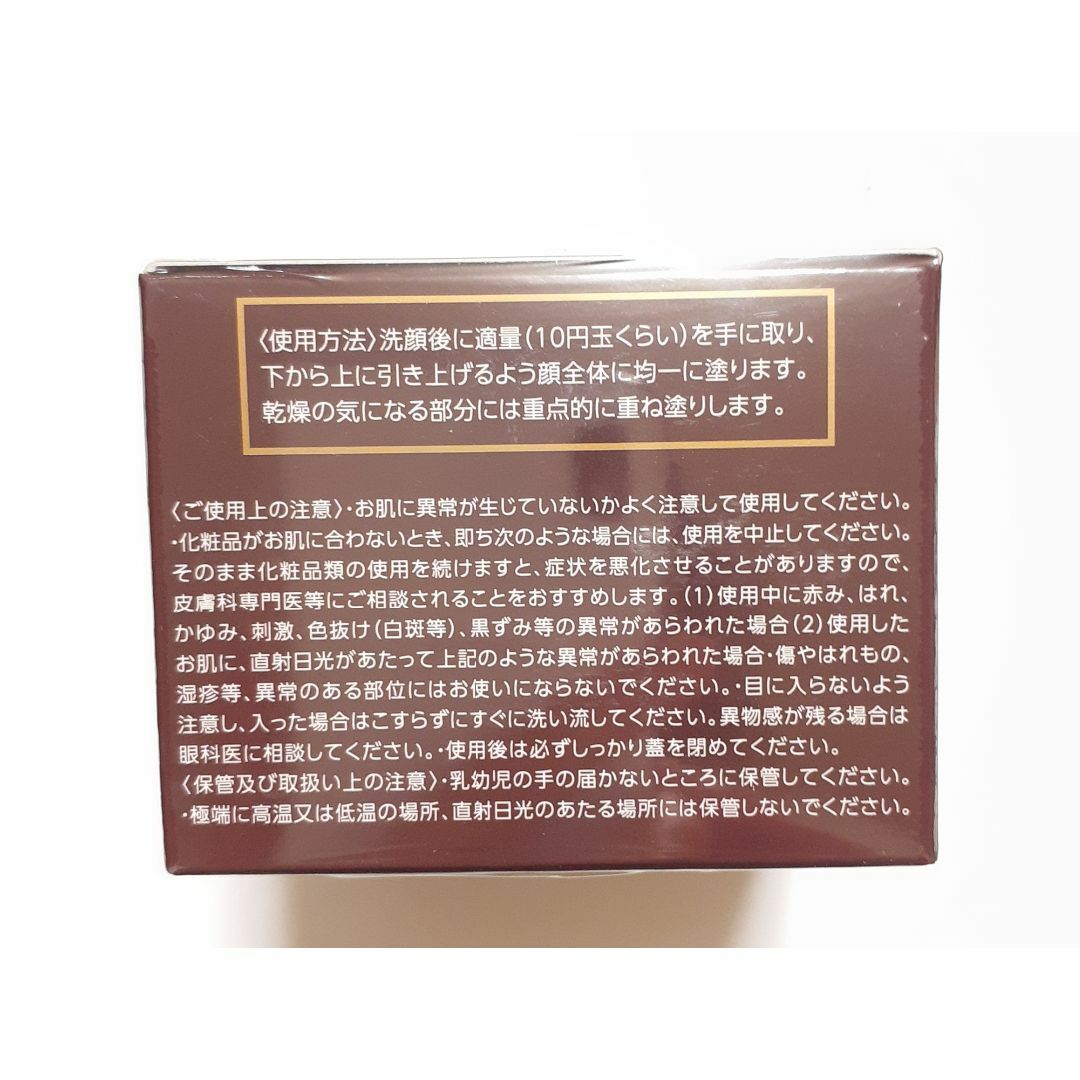 〈使用方法〉洗顔後に適量(10円玉くらい)を手に取り、
下から上に引き上げるよう顔全体に均一に塗ります。
乾燥の気になる部分には重点的に重ね塗りします。
〈ご使用上の注意〉・お肌に異常が生じていないかよく注意して使用してください。
・化粧品がお肌に合わないとき、即ち次のような場合には、使用を中止してください。
そのまま化粧品類の使用を続けますと、症状を悪化させることがありますので、
皮膚科専門医等にご相談されることをおすすめします。(1)使用中に赤み、はれ、
かゆみ、刺激、色抜け(白斑等)、黒ずみ等の異常があらわれた場合(2)使用した
お肌に、直射日光があたって上記のような異常があらわれた場合・傷やはれもの、
湿疹等、異常のある部位にはお使いにならないでください。・目に入らないよう
注意し、入った場合はこすらずにすぐに洗い流してください。異物感が残る場合は
眼科医に相談してください。・使用後は必ずしっかり蓋を閉めてください。
〈保管及び取扱い上の注意〉・乳幼児の手の届かないところに保管してください。
・極端に高温又は低温の場所、直射日光のあたる場所には保管しないでください。